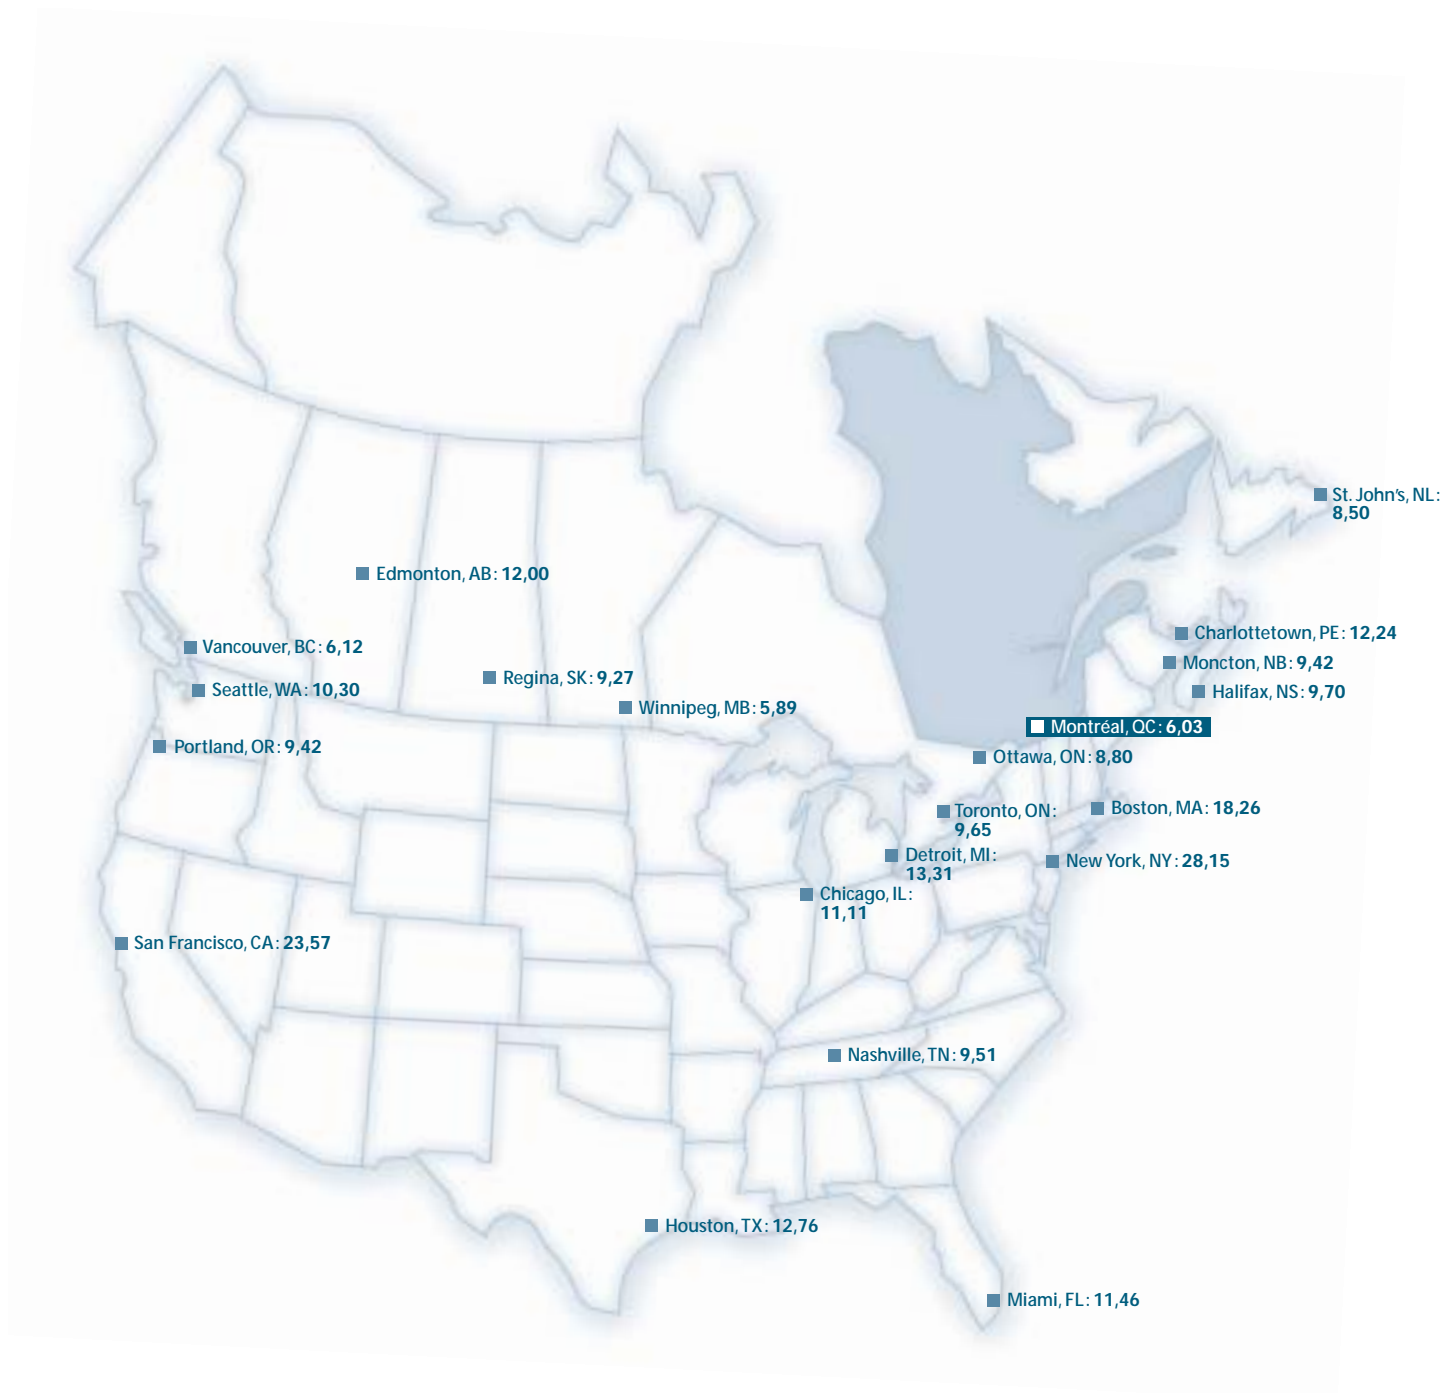 St. John's, NL:
8,50
Edmonton, AB: 12,00
Charlottetown, PE: 12,24
Vancouver, BC: 6,12
Moncton, NB: 9,42
Regina, SK: 9,27
Seattle, WA: 10,30
Halifax, NS: 9,70
Winnipeg, MB: 5,89
Montréal, QC: 6,03
Portland, OR: 9,42
Ottawa, ON: 8,80
Toronto, ON:
9,65
Boston, MA: 18,26
Detroit, MI:
13,31
New York, NY: 28,15
Chicago, IL:
11,11
San Francisco, CA: 23,57
Nashville, TN: 9,51
Houston, TX: 12,76
Miami, FL: 11,46